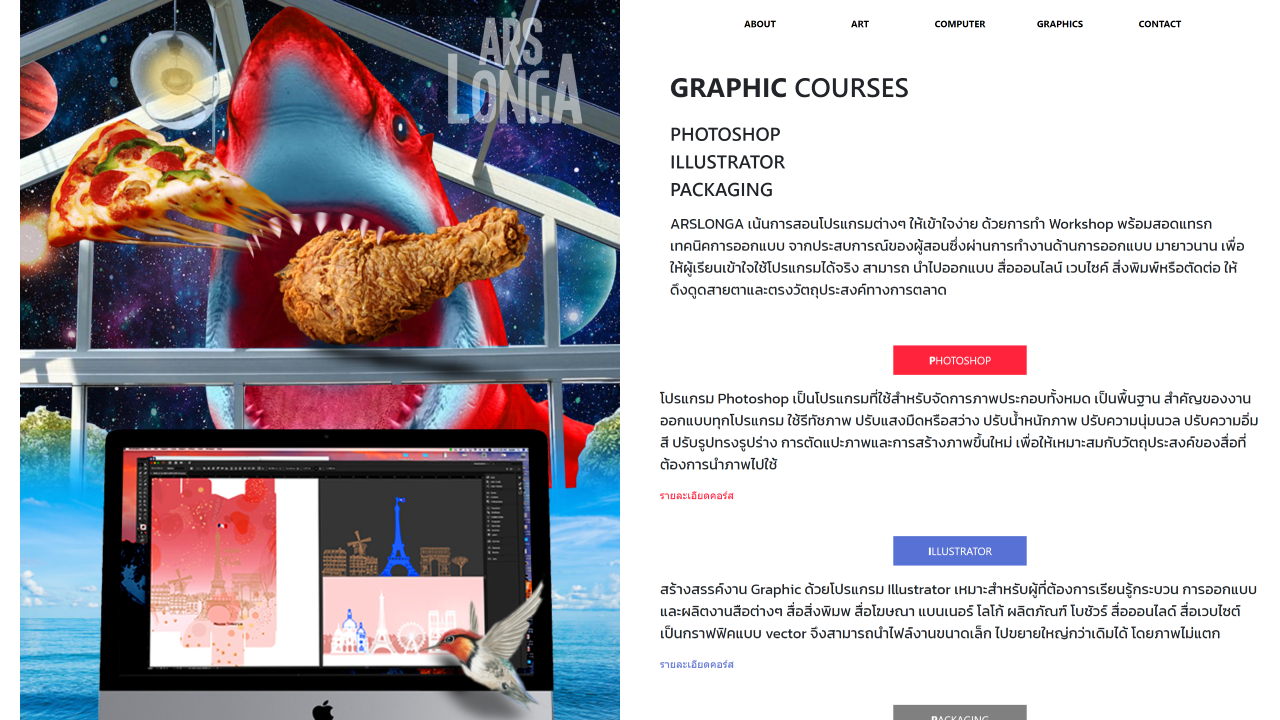 ARS
LONGA
ABOUT
ART
COMPUTER
GRAPHICS
CONTACT
GRAPHIC COURSES
PHOTOSHOP
ILLUSTRATOR
PACKAGING
ARSLONGA เน้นการสอนโปรแกรมต่างๆ ให้เข้าใจง่าย ด้วยการทำ Workshop พร้อมสอดแทรก
เทคนิคการออกแบบ จากประสบการณ์ของผู้สอนซึ่งผ่านการทำงานด้านการออกแบบ มายาวนาน เพื่อ
ให้ผู้เรียนเข้าใจใช้โปรแกรมได้จริง สามารถ นำไปออกแบบ สื่อออนไลน์ เวบไซค์ สิ่งพิมพ์หรือตัดต่อ ให้
ดึงดูดสายตาและตรงวัตถุประสงค์ทางการตลาด
PHOTOSHOP
โปรแกรม Photoshop เป็นโปรแกรมที่ใช้สำหรับจัดการภาพประกอบทั้งหมด เป็นพื้นฐาน สำคัญของงาน
ออกแบบทุกโปรแกรม ใช้รีทัชภาพ ปรับแสงมืดหรือสว่าง ปรับน้ำหนักภาพ ปรับความนุ่มนวล ปรับความอิ่ม
สี ปรับรูปทรงรูปร่าง การตัดแปะภาพและการสร้างภาพขึ้นใหม่ เพื่อให้เหมาะสมกับวัตถุประสงค์ของสื่อที่
ต้องการนำภาพไปใช้
รายละเอียดคอร์ส
ILLUSTRATOR
สร้างสรรค์งาน Graphic ด้วยโปรแกรม Illustrator เหมาะสำหรับผู้ที่ต้องการเรียนรู้กระบวน การออกแบบ
และผลิตงานสือต่างๆ สื่อสิ่งพิมพ สื่อโฆษณา แบนเนอร์ โลโก้ ผลิตภัณฑ์ โบชัวร์ สื่อออนไลด์ สื่อเวบไซต์
เป็นกราฟฟิคแบบ vector จึงสามารถนำไฟล์งานขนาดเล็ก ไปขยายใหญ่กว่าเดิมได้ โดยภาพไม่แตก
รายละเอียดคอร์ส
PACKAGING